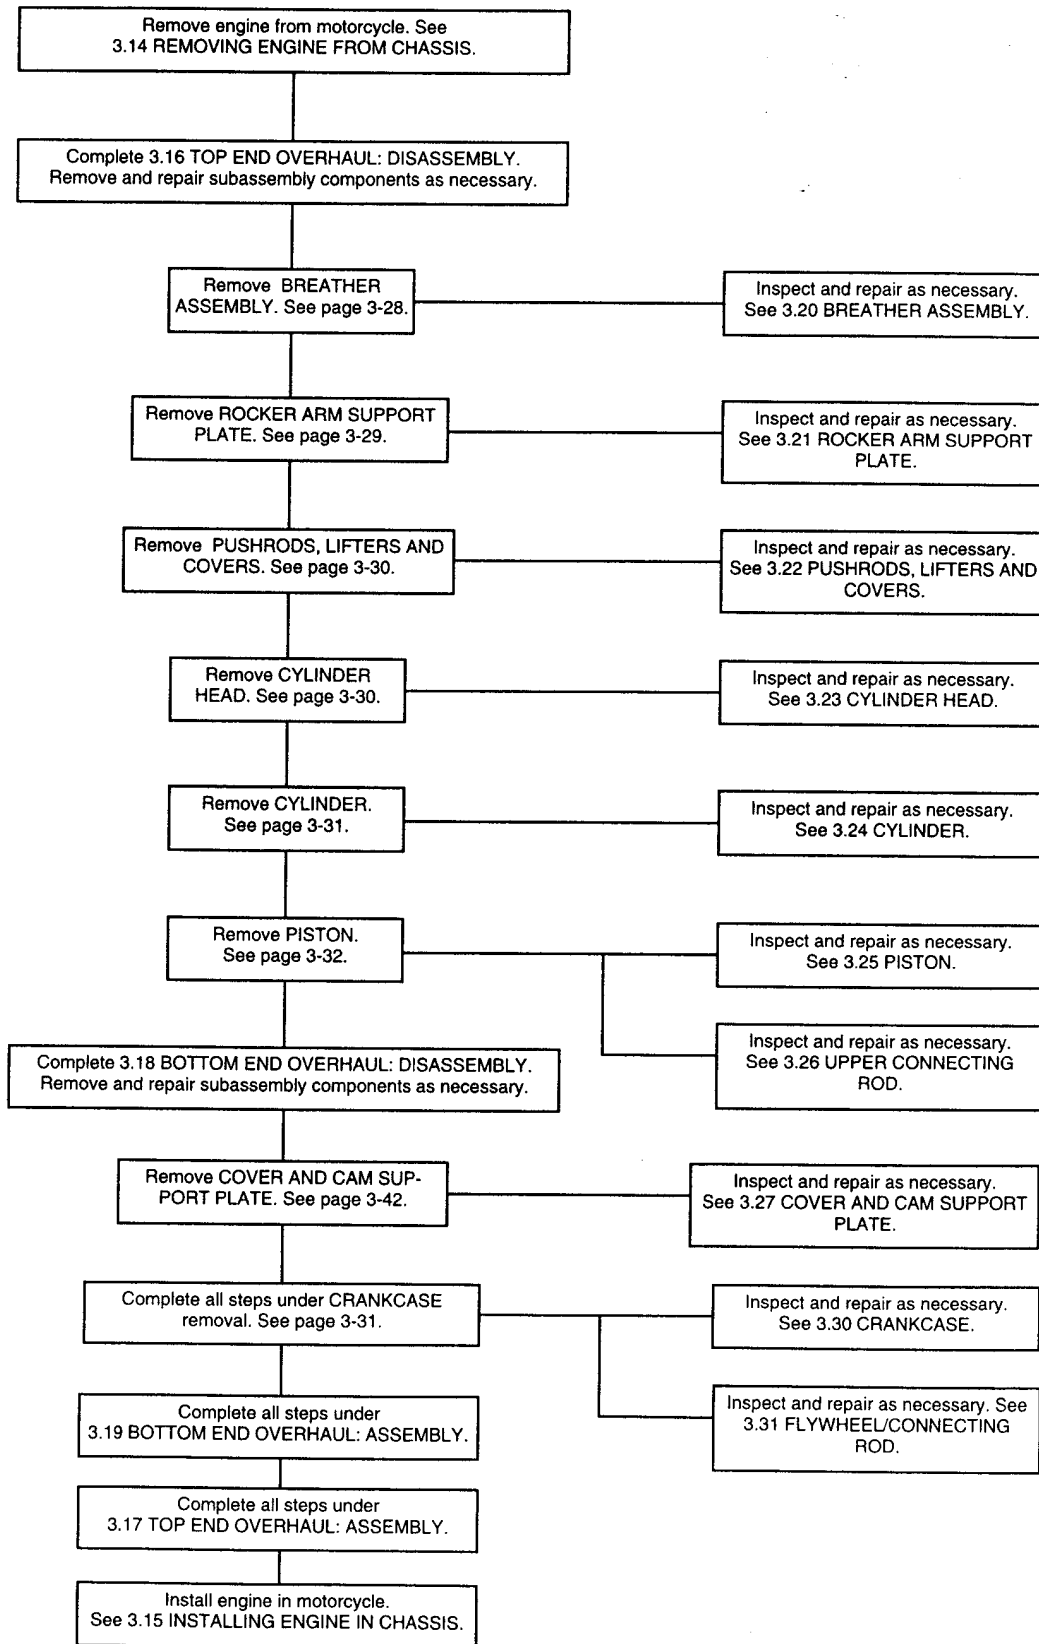 Remove engine from motorcycle. See
3.14 REMOVING ENGINE FROM CHASSIS.
Complete 3.16 TOP END OVERHAUL: DISASSEMBLY.
Remove and repair subassembly components as necessary.
Remove BREATHER
ASSEMBLY. See page 3-28.
Inspect and repair as necessary.
See 3.20 BREATHER ASSEMBLY.
Remove ROCKER ARM SUPPORT
PLATE. See page 3-29.
Inspect and repair as necessary.
See 3.21 ROCKER ARM SUPPORT
PLATE.
Remove PUSHRODS, LIFTERS AND
COVERS. See page 3-30.
Inspect and repair as necessary.
See 3.22 PUSHRODS, LIFTERS AND
COVERS.
Remove CYLINDER
HEAD. See page 3-30.
Inspect and repair as necessary.
See 3.23 CYLINDER HEAD.
Remove CYLINDER.
See page 3-31.
Inspect and repair as necessary.
See 3.24 CYLINDER.
Remove PISTON.
See page 3-32.
Inspect and repair as necessary.
See 3.25 PISTON.
Inspect and repair as necessary.
See 3.26 UPPER CONNECTING
ROD.
Complete 3.18 BOTTOM END OVERHAUL: DISASSEMBLY.
Remove and repair subassembly components as necessary.
Remove COVER AND CAM SUP-
PORT PLATE. See page 3-42.
Inspect and repair as necessary.
See 3.27 COVER AND CAM SUPPORT
PLATE.
Complete all steps under CRANKCASE
removal. See page 3-31.
Inspect and repair as necessary.
See 3.30 CRANKCASE.
Inspect and repair as necessary. See
3.31 FLYWHEEL/CONNECTING
ROD.
Complete all steps under
3.19 BOTTOM END OVERHAUL: ASSEMBLY.
Complete all steps under
3.17 TOP END OVERHAUL: ASSEMBLY.
Install engine in motorcycle.
See 3.15 INSTALLING ENGINE IN CHASSIS.